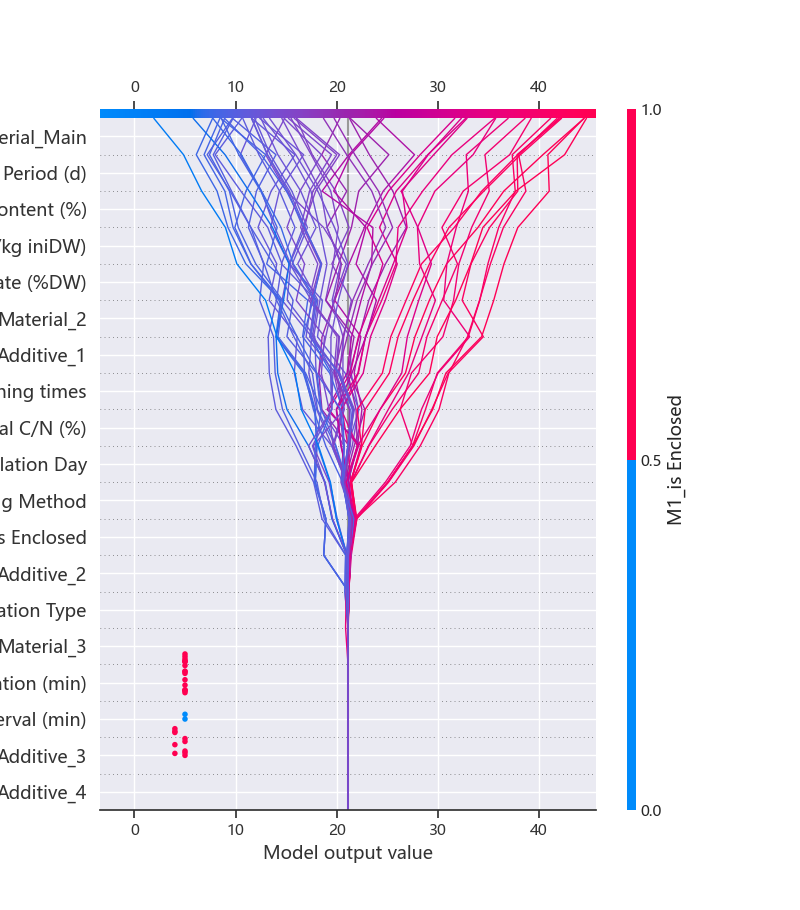 0 10 20 30 40
erial_Main
Period (d)
ontent (%)
/kg iniDW)
ate (%DW)
Material_2
Additive_1
ning times
al C/N (%)
lation Day
g Method
s Enclosed
Additive_2
ation Type
Material_3
ation (min)
erval (min)
Additive_3
Additive_4
0 10 20 30 40
Model output value
1.0
0.5
0.0
M1_is Enclosed